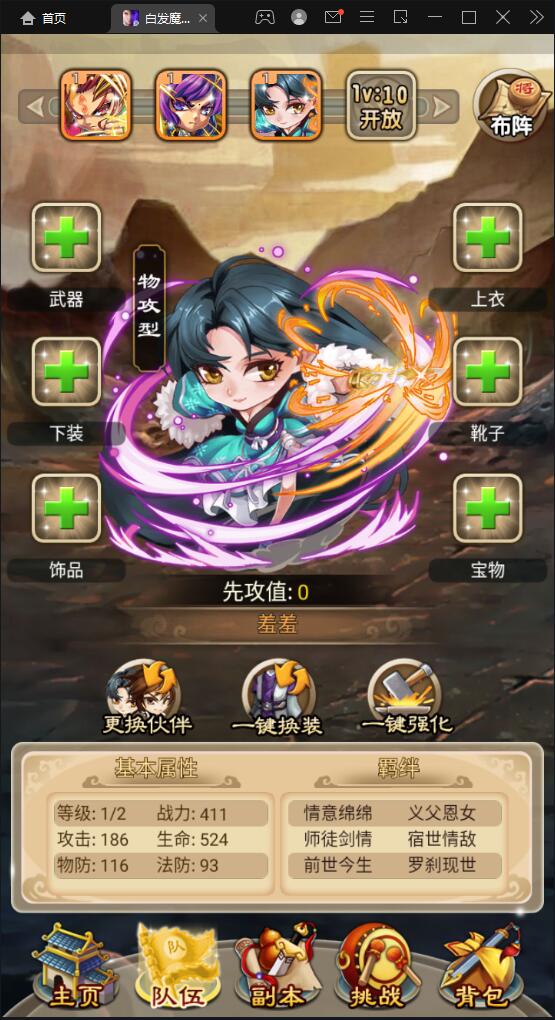 首页
白发魔...
1
1
1
lv:10
开放
将
布阵
物攻型
武器
上衣
下装
靴子
饰品
宝物
先攻值: 0
羞羞
更换伙伴
一键换装
一键强化
基本属性
羁绊
等级: 1/2 战力: 411
攻击: 186 生命: 524
物防: 116 法防: 93
情意绵绵 义父恩女
师徒剑情 宿世情敌
前世今生 罗刹现世
队
主页
队伍
副本
挑战
背包